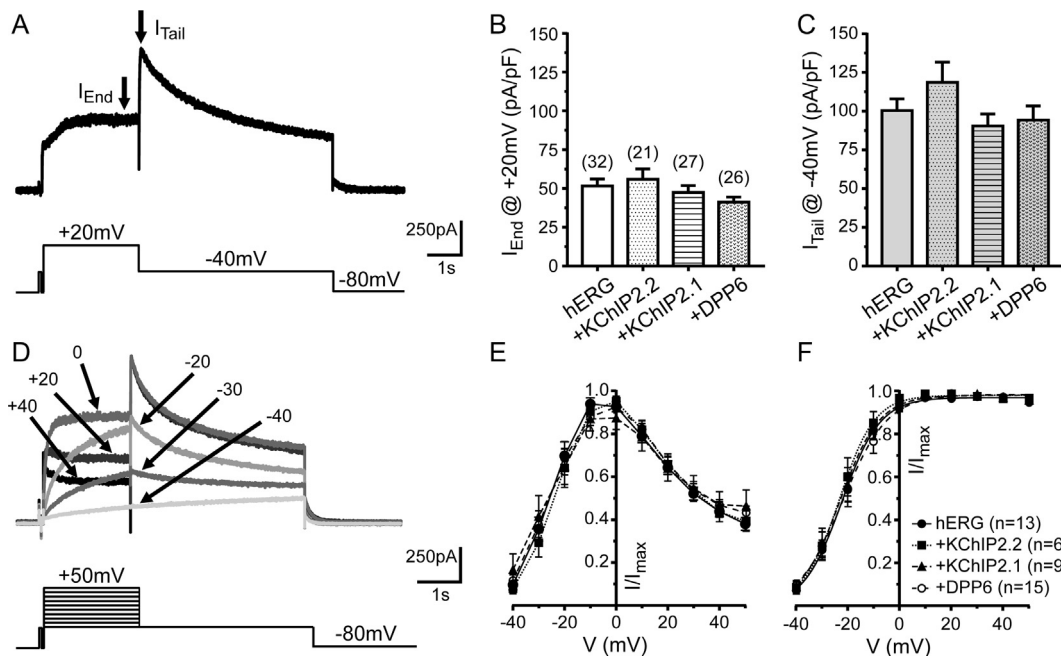 A
I_Tail
I_End
+20mV
-40mV
-80mV
250pA
1s
B
I_End @ +20mV (pA/pF)
150
125
100
75
50
25
0
(32)
(21)
(27)
(26)
hERG
+KChIP2.2
+KChIP2.1
+DPP6
C
I_Tail @ -40mV (pA/pF)
150
125
100
75
50
25
0
hERG
+KChIP2.2
+KChIP2.1
+DPP6
D
0
+20
+40
-20
-30
-40
250pA
1s
+50mV
-80mV
E
1.0
0.8
0.6
0.4
0.2
I/I_max
-40
-20
0
20
40
V (mV)
F
1.0
0.8
0.6
0.4
0.2
I/I_max
hERG (n=13)
+KChIP2.2 (n=6
+KChIP2.1 (n=9
+DPP6 (n=15)
-40
-20
0
20
40
V (mV)